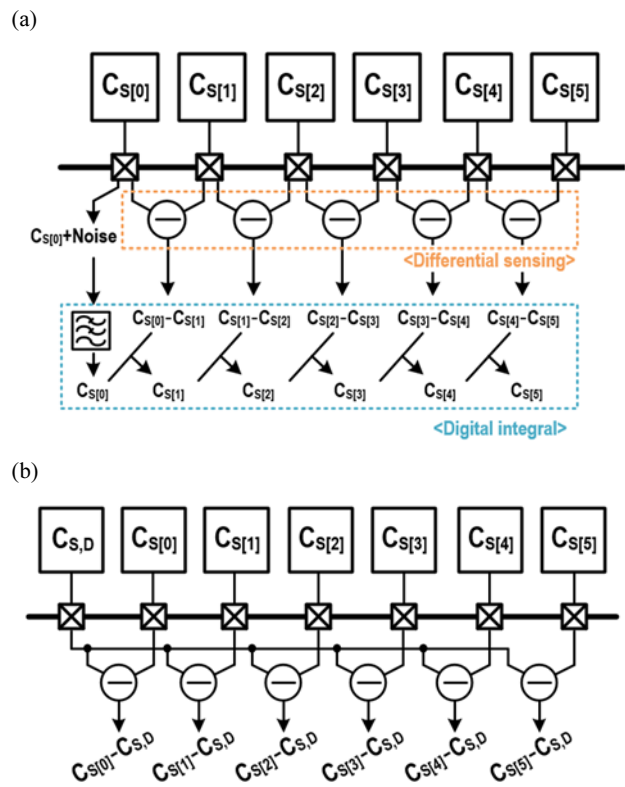 (a)
CS[0] CS[1] CS[2] CS[3] CS[4] CS[5]
CS[0]+Noise
<Differential sensing>
CS[0]–CS[1] CS[1]–CS[2] CS[2]–CS[3] CS[3]–CS[4] CS[4]–CS[5]
CS[0] CS[1] CS[2] CS[3] CS[4] CS[5]
<Digital integral>
(b)
CS,D CS[0] CS[1] CS[2] CS[3] CS[4] CS[5]
CS[0]–CS,D CS[1]–CS,D CS[2]–CS,D CS[3]–CS,D CS[4]–CS,D CS[5]–CS,D